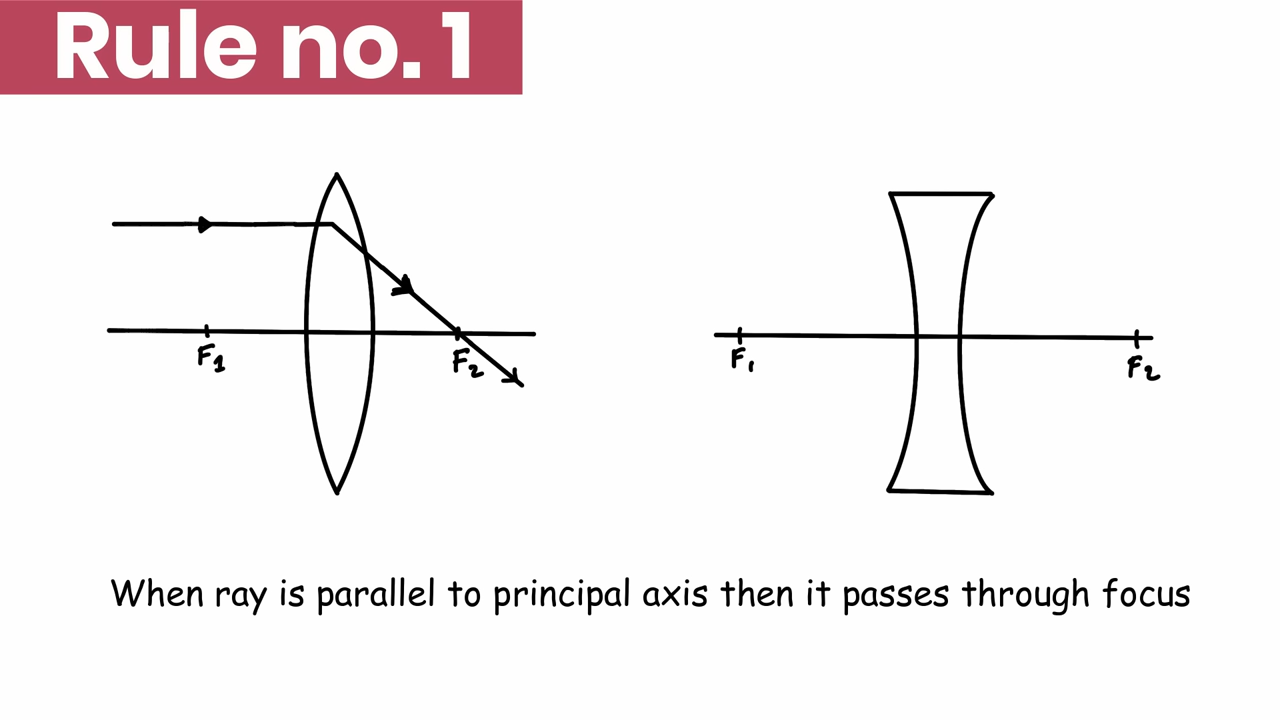 Rule no. 1
F1
F2
F1
F2
When ray is parallel to principal axis then it passes through focus